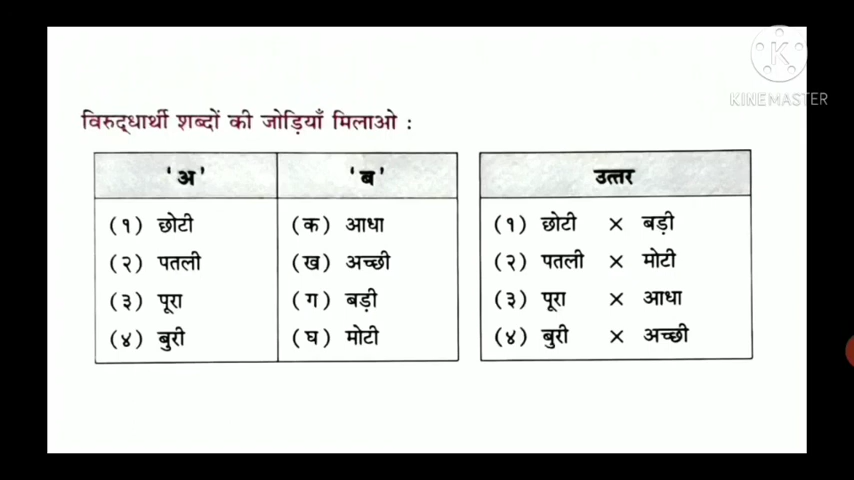 KINEMASTER
विरुद्धार्थी शब्दों की जोड़ियाँ मिलाओ :
'अ' 'ब'
(१) छोटी (क) आधा
(२) पतली (ख) अच्छी
(३) पूरा (ग) बड़ी
(४) बुरी (घ) मोटी
उत्तर
(१) छोटी × बड़ी
(२) पतली × मोटी
(३) पूरा × आधा
(४) बुरी × अच्छी